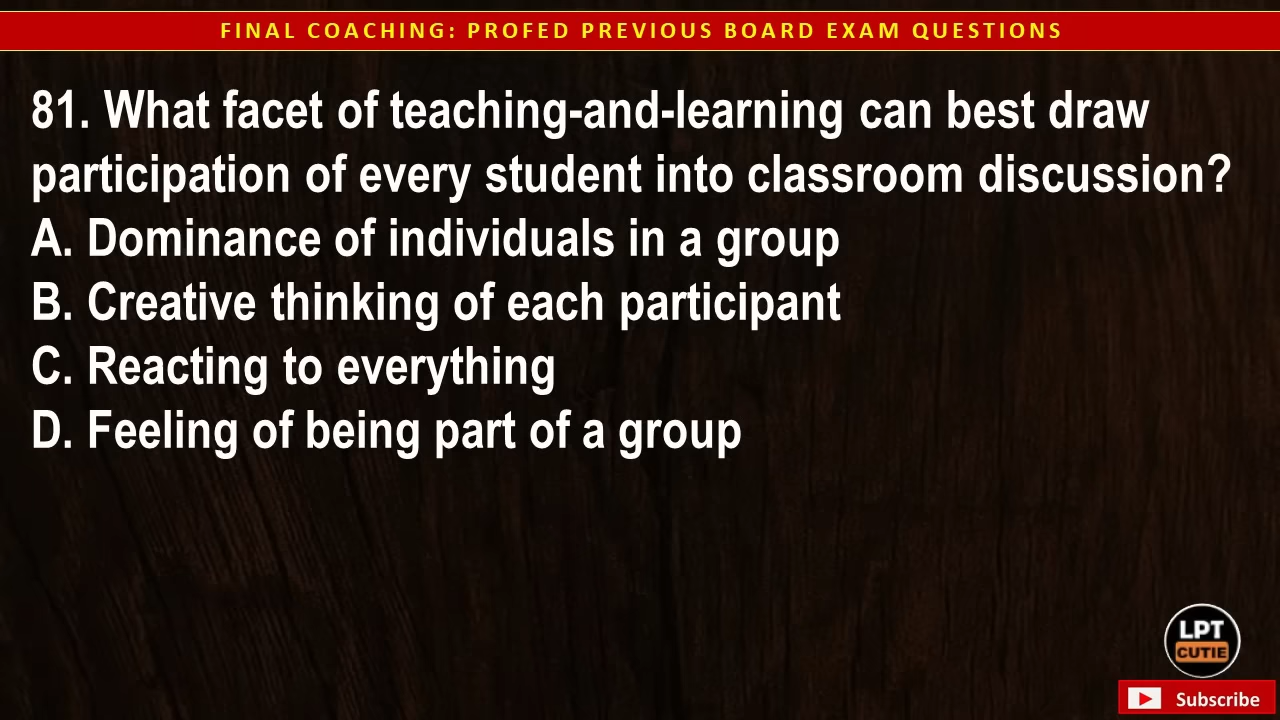 FINAL COACHING: PROFED PREVIOUS BOARD EXAM QUESTIONS
81. What facet of teaching-and-learning can best draw
participation of every student into classroom discussion?
A. Dominance of individuals in a group
B. Creative thinking of each participant
C. Reacting to everything
D. Feeling of being part of a group
LPT
CUTIE
Subscribe